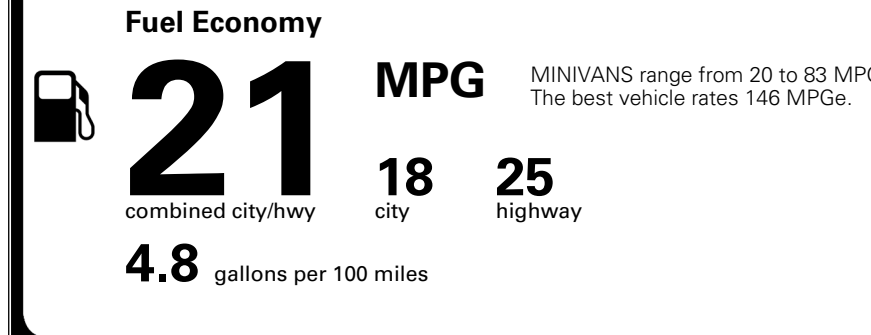 Fuel Economy
21 MPG
MINIVANS range from 20 to 83 MPG
The best vehicle rates 146 MPGe.
combined city/hwy
18
city
25
highway
4.8 gallons per 100 miles